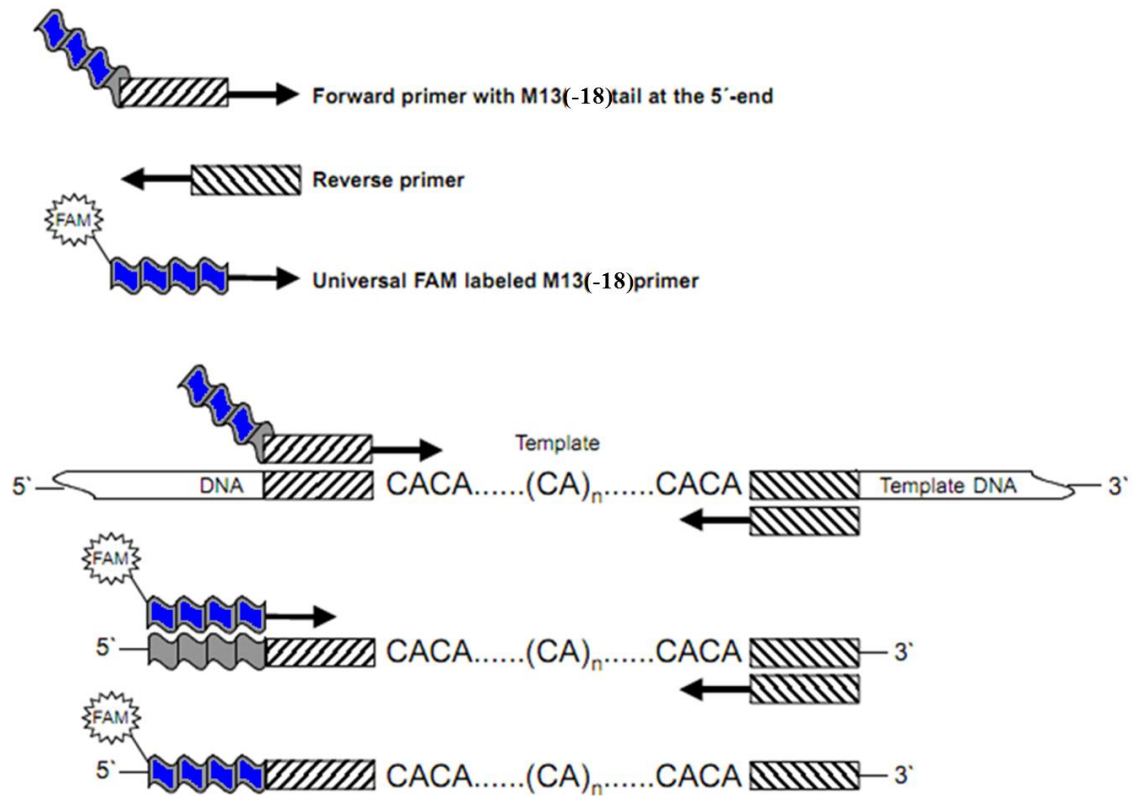 Forward primer with M13(-18)tail at the 5´-end
Reverse primer
FAM
Universal FAM labeled M13(-18)primer
Template
5` DNA CACA......(CA)n......CACA Template DNA 3`
FAM
5` CACA......(CA)n......CACA 3`
FAM
5` CACA......(CA)n......CACA 3`